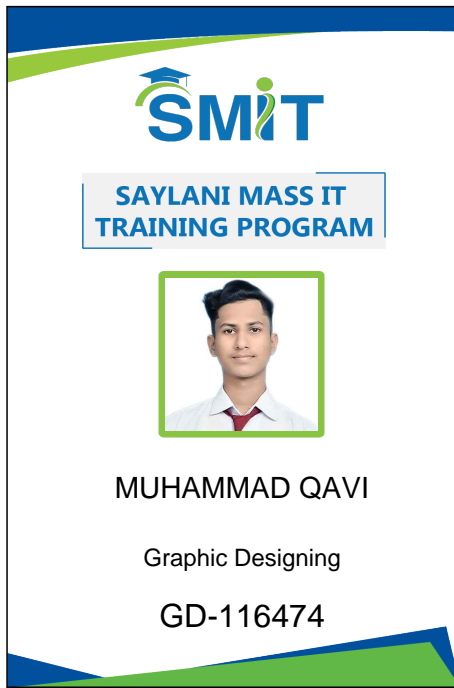 SMIT
SAYLANI MASS IT
TRAINING PROGRAM
MUHAMMAD QAVI
Graphic Designing
GD-116474